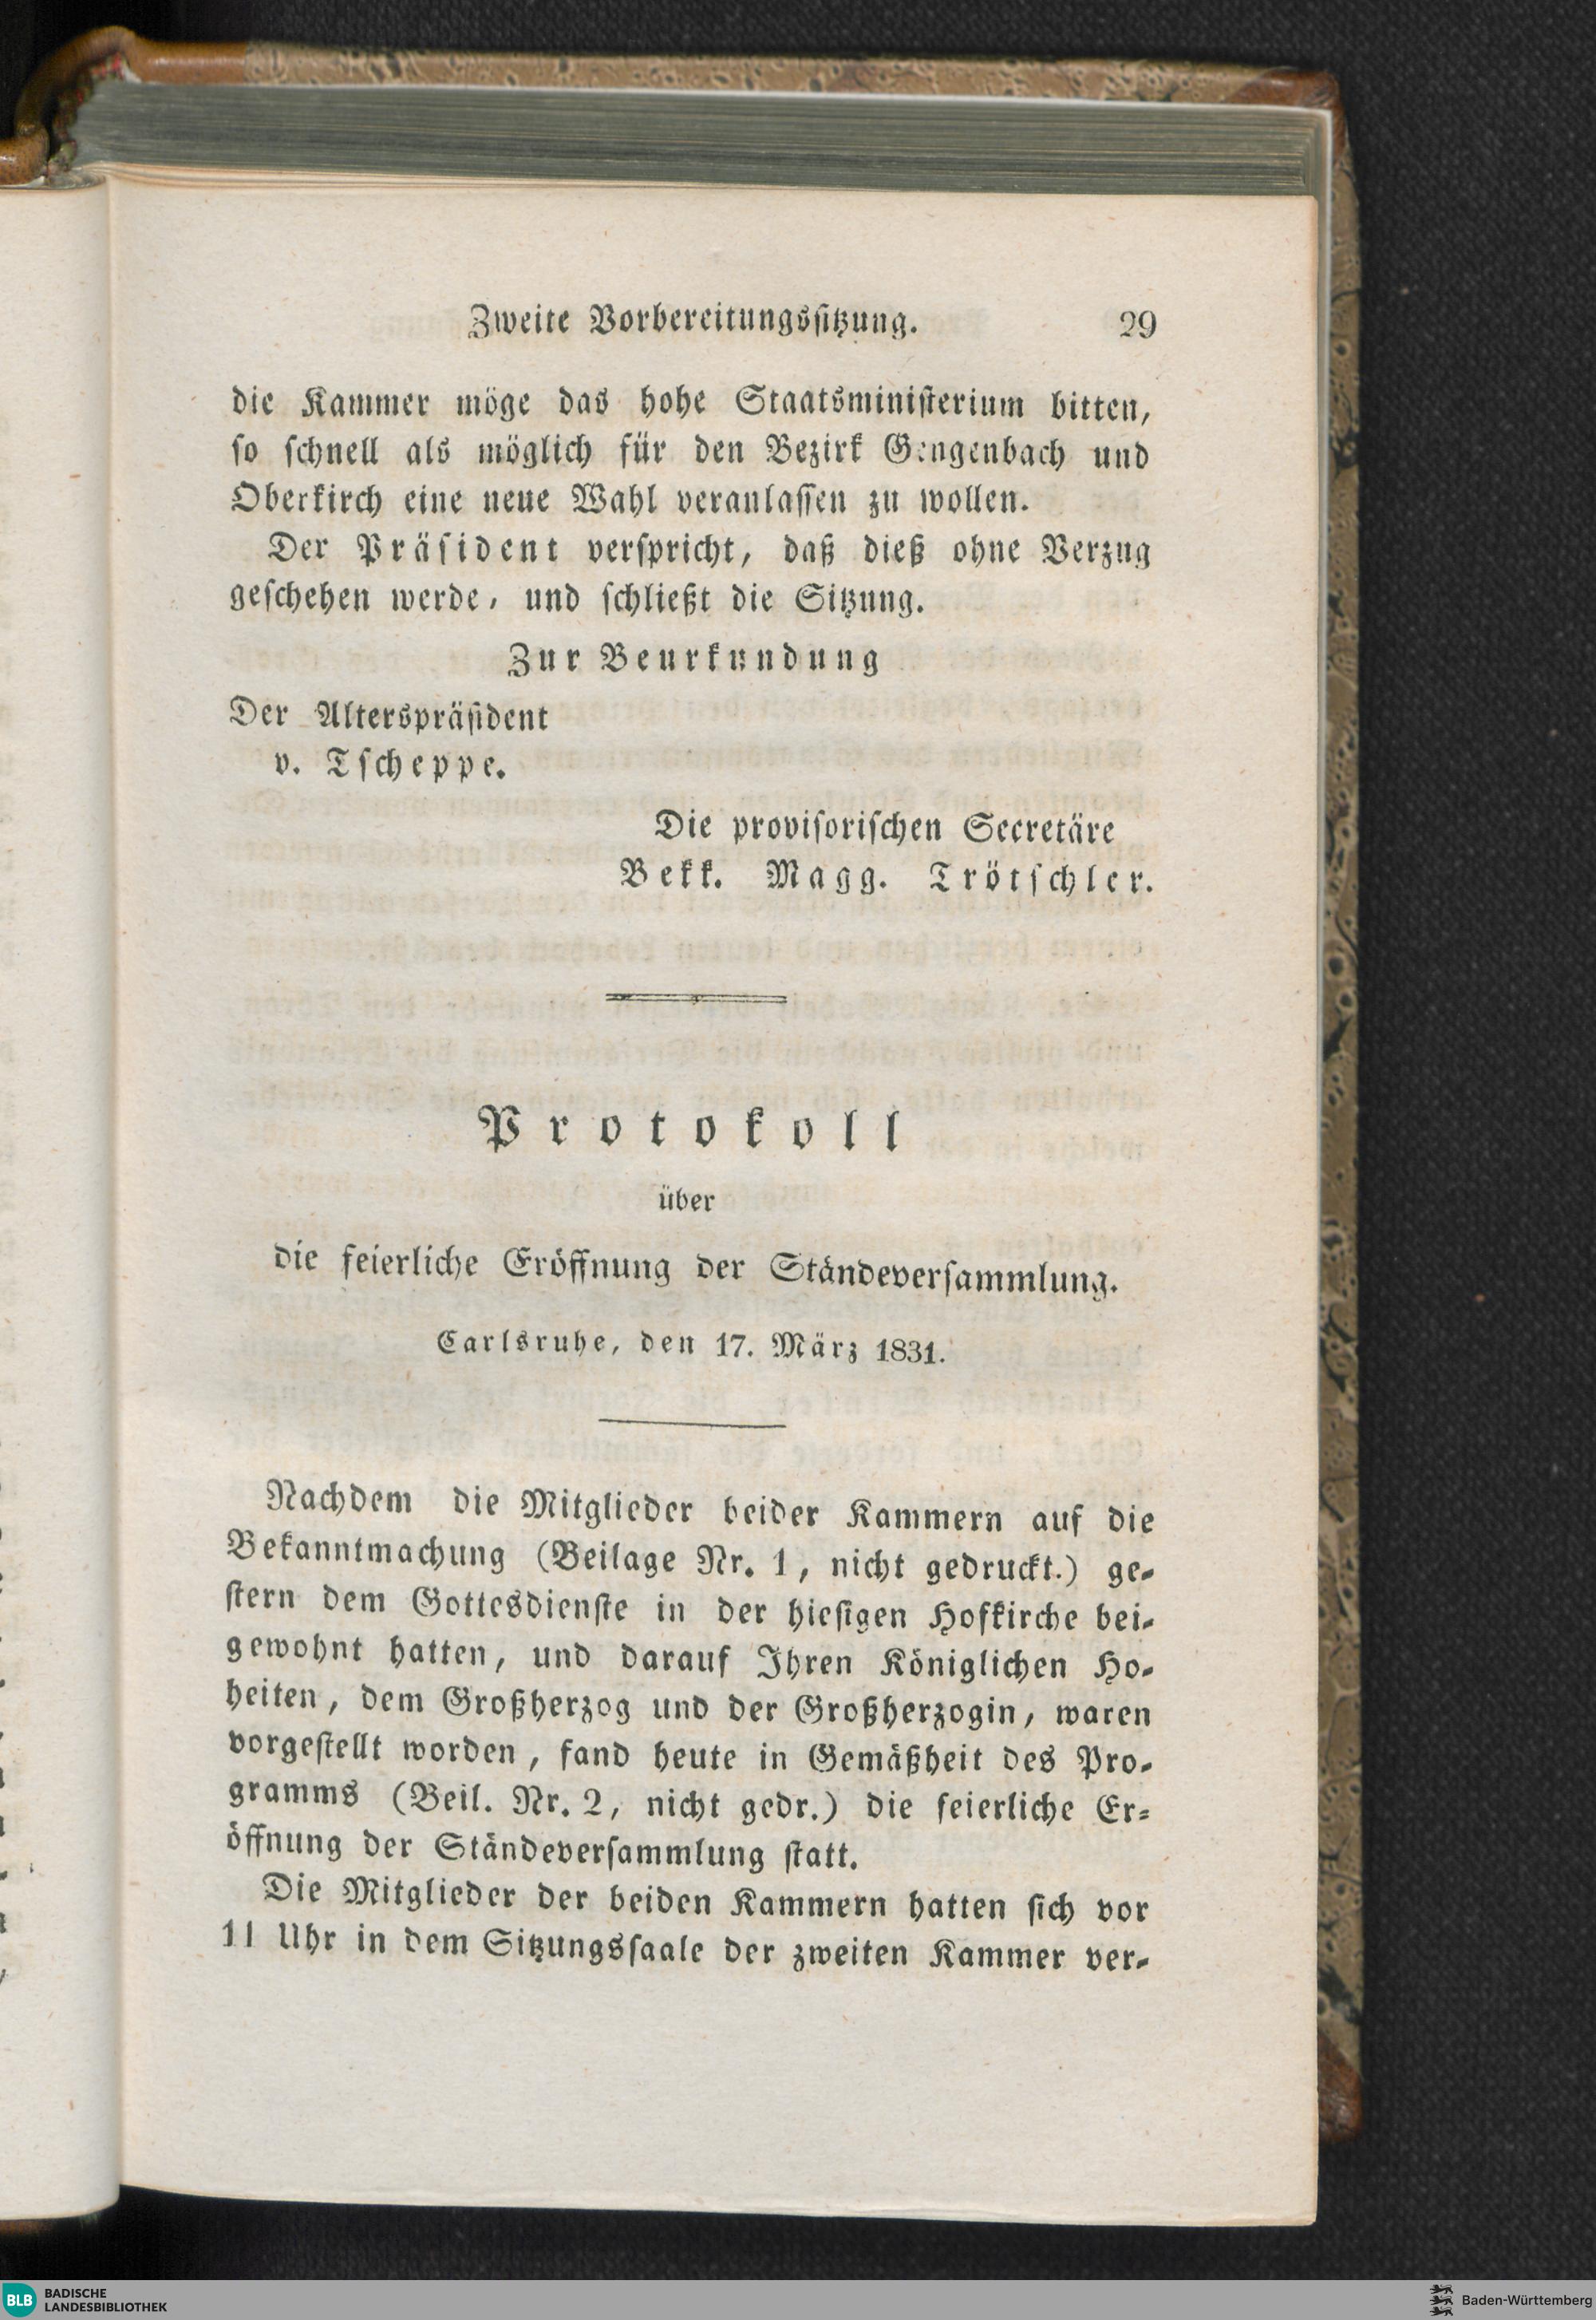 Zweite Vorbereitungssitzung. 29
die Kammer möge das hohe Staatsministerium bitten,
so schnell als möglich für den Bezirk Gengenbach und
Oberkirch eine neue Wahl veranlassen zu wollen.
Der Präsident verspricht, daß dieß ohne Verzug
geschehen werde, und schließt die Sitzung.
Zur Beurkundung
Der Alterspräsident
v. Tscheppe.
Die provisorischen Secretäre
Bekk. Magg. Trötschler.
Protokoll
über
die feierliche Eröffnung der Ständeversammlung.
Carlsruhe, den 17. März 1831.
Nachdem die Mitglieder beider Kammern auf die
Bekanntmachung (Beilage Nr. 1, nicht gedruckt.) ge-
stern dem Gottesdienste in der hiesigen Hofkirche bei-
gewohnt hatten, und darauf Ihren Königlichen Ho-
heiten, dem Großherzog und der Großherzogin, waren
vorgestellt worden, fand heute in Gemäßheit des Pro-
gramms (Beil. Nr. 2, nicht gedr.) die feierliche Er-
öffnung der Ständeversammlung statt.
Die Mitglieder der beiden Kammern hatten sich vor
11 Uhr in dem Sitzungssaale der zweiten Kammer ver-
BLB BADISCHE
LANDESBIBLIOTHEK
Baden-Württemberg